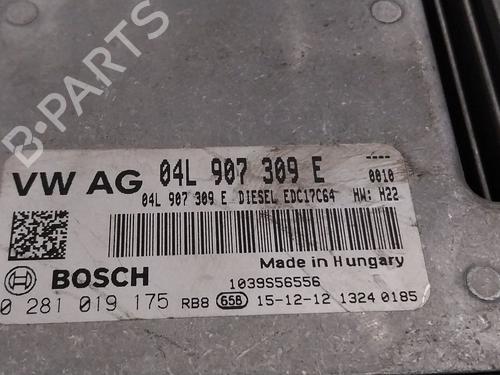 B-PARTS
VW AG 04L 907 309 E ----
0010
04L 907 309 E DIESEL EDC17C64 HW: H22
Made in Hungary
BOSCH 1039S56556
0 281 019 175 RB8 65B 15-12-12 1324 0185